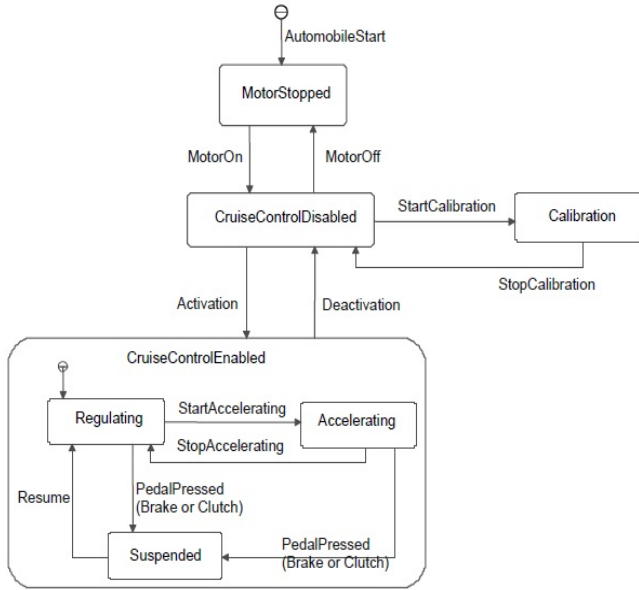 AutomobileStart
MotorStopped
MotorOn
MotorOff
CruiseControlDisabled
StartCalibration
Calibration
StopCalibration
Activation
Deactivation
CruiseControlEnabled
Regulating
StartAccelerating
Accelerating
StopAccelerating
Resume
PedalPressed
(Brake or Clutch)
PedalPressed
(Brake or Clutch)
Suspended